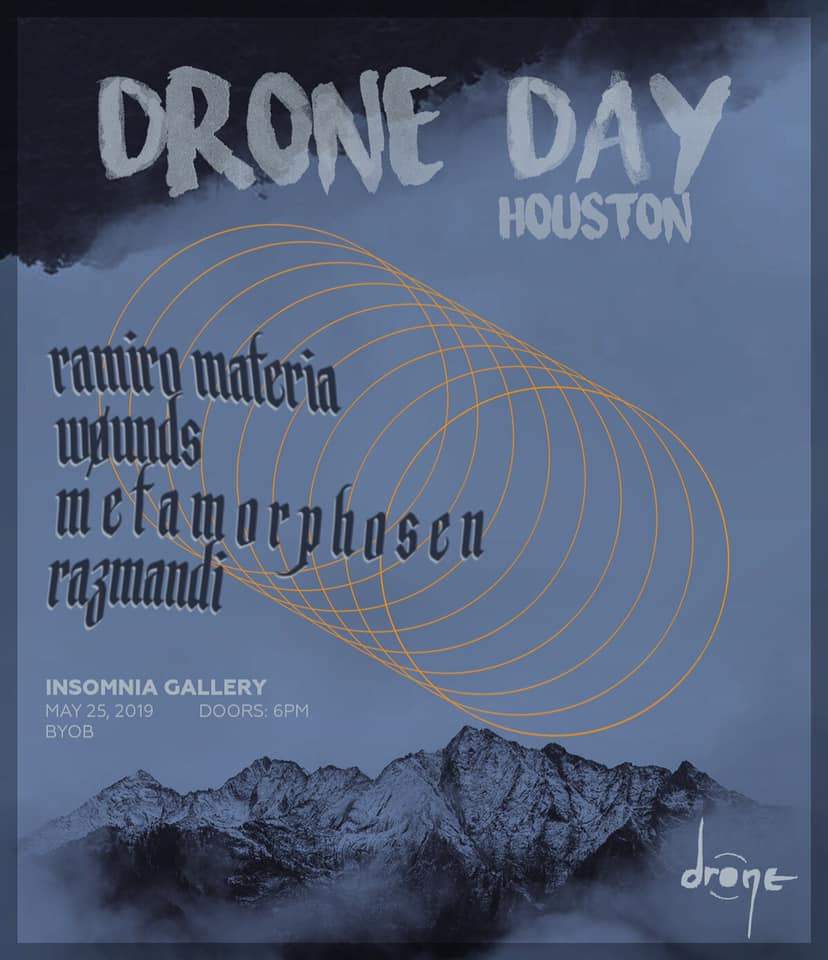 DRONE DAY
HOUSTON
ramiro materia
wøunds
metamorphosen
razmandi
INSOMNIA GALLERY
MAY 25, 2019 DOORS: 6PM
BYOB
drone